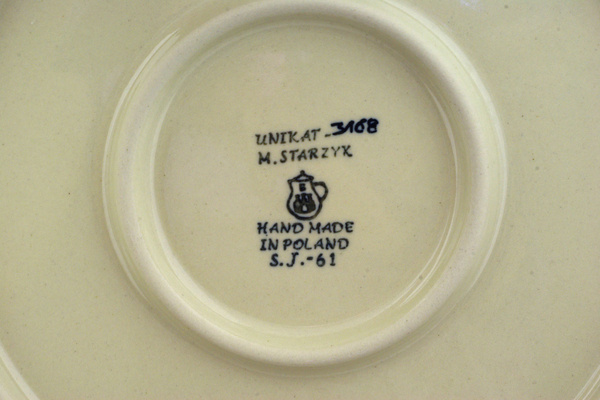 UNIKAT-3168
M. STARZYK
HAND MADE
IN POLAND
S.J.-61